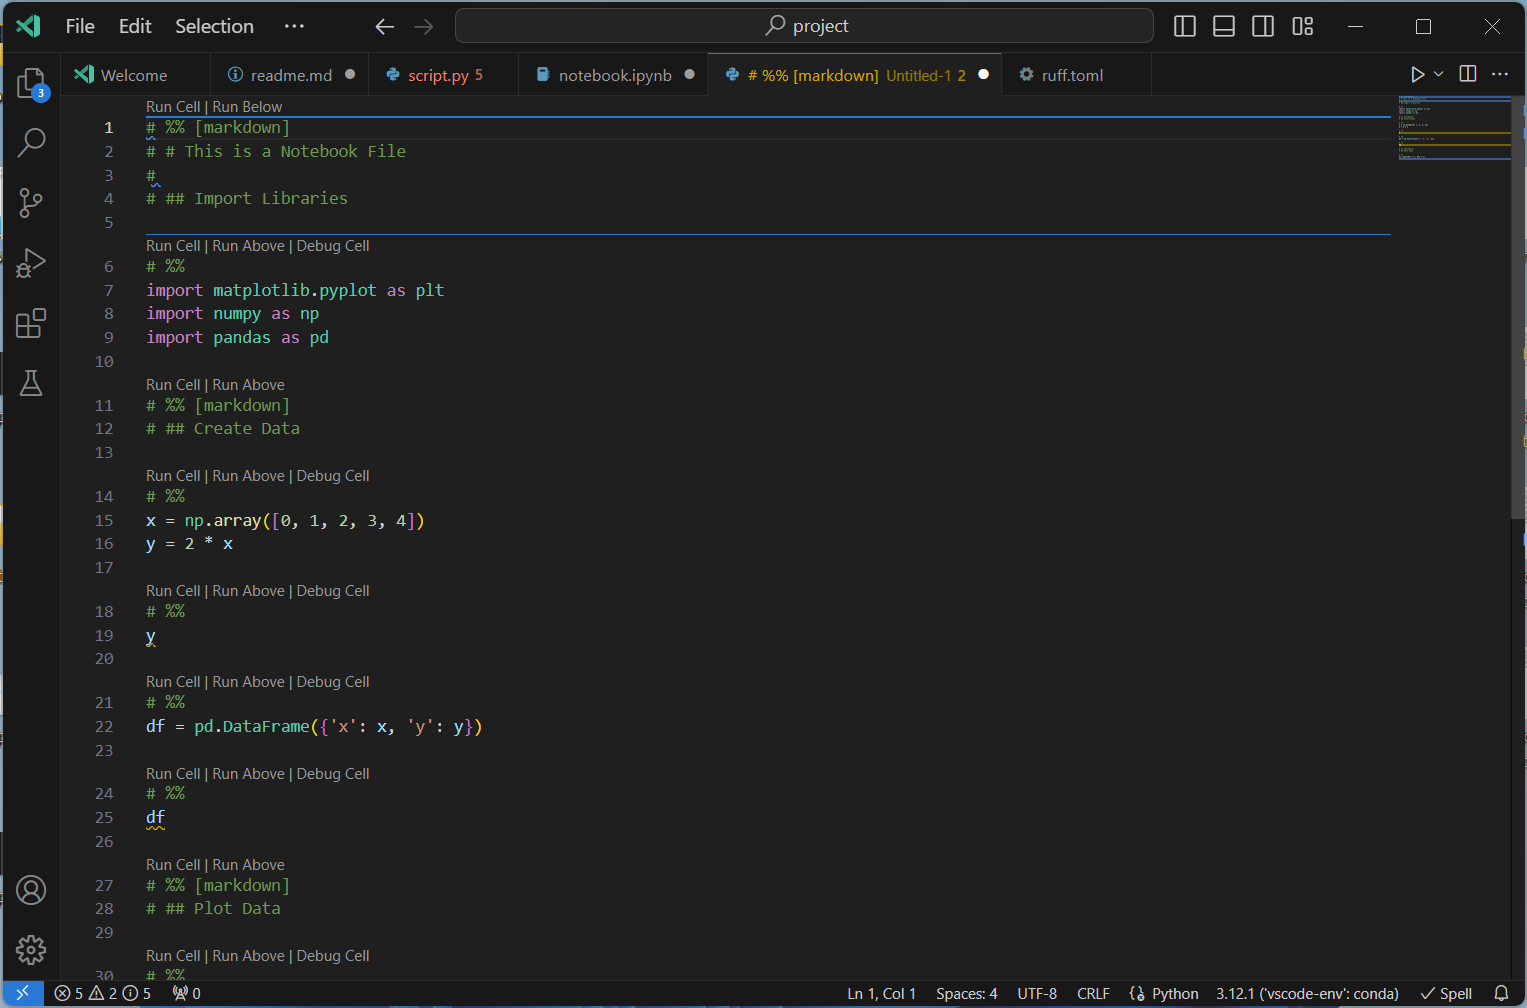 File Edit Selection ··· project
Welcome readme.md script.py 5 notebook.ipynb # %% [markdown] Untitled-1 2 ruff.toml
3
Run Cell | Run Below
1 # %% [markdown]
2 # # This is a Notebook File
3 #
4 # ## Import Libraries
5
Run Cell | Run Above | Debug Cell
6 # %%
7 import matplotlib.pyplot as plt
8 import numpy as np
9 import pandas as pd
10
Run Cell | Run Above
11 # %% [markdown]
12 # ## Create Data
13
Run Cell | Run Above | Debug Cell
14 # %%
15 x = np.array([0, 1, 2, 3, 4])
16 y = 2 * x
17
Run Cell | Run Above | Debug Cell
18 # %%
19 y
20
Run Cell | Run Above | Debug Cell
21 # %%
22 df = pd.DataFrame({'x': x, 'y': y})
23
Run Cell | Run Above | Debug Cell
24 # %%
25 df
26
Run Cell | Run Above
27 # %% [markdown]
28 # ## Plot Data
29
Run Cell | Run Above | Debug Cell
30 # %%
5 2 5 0 Ln 1, Col 1 Spaces: 4 UTF-8 CRLF Python 3.12.1 ('vscode-env': conda) Spell